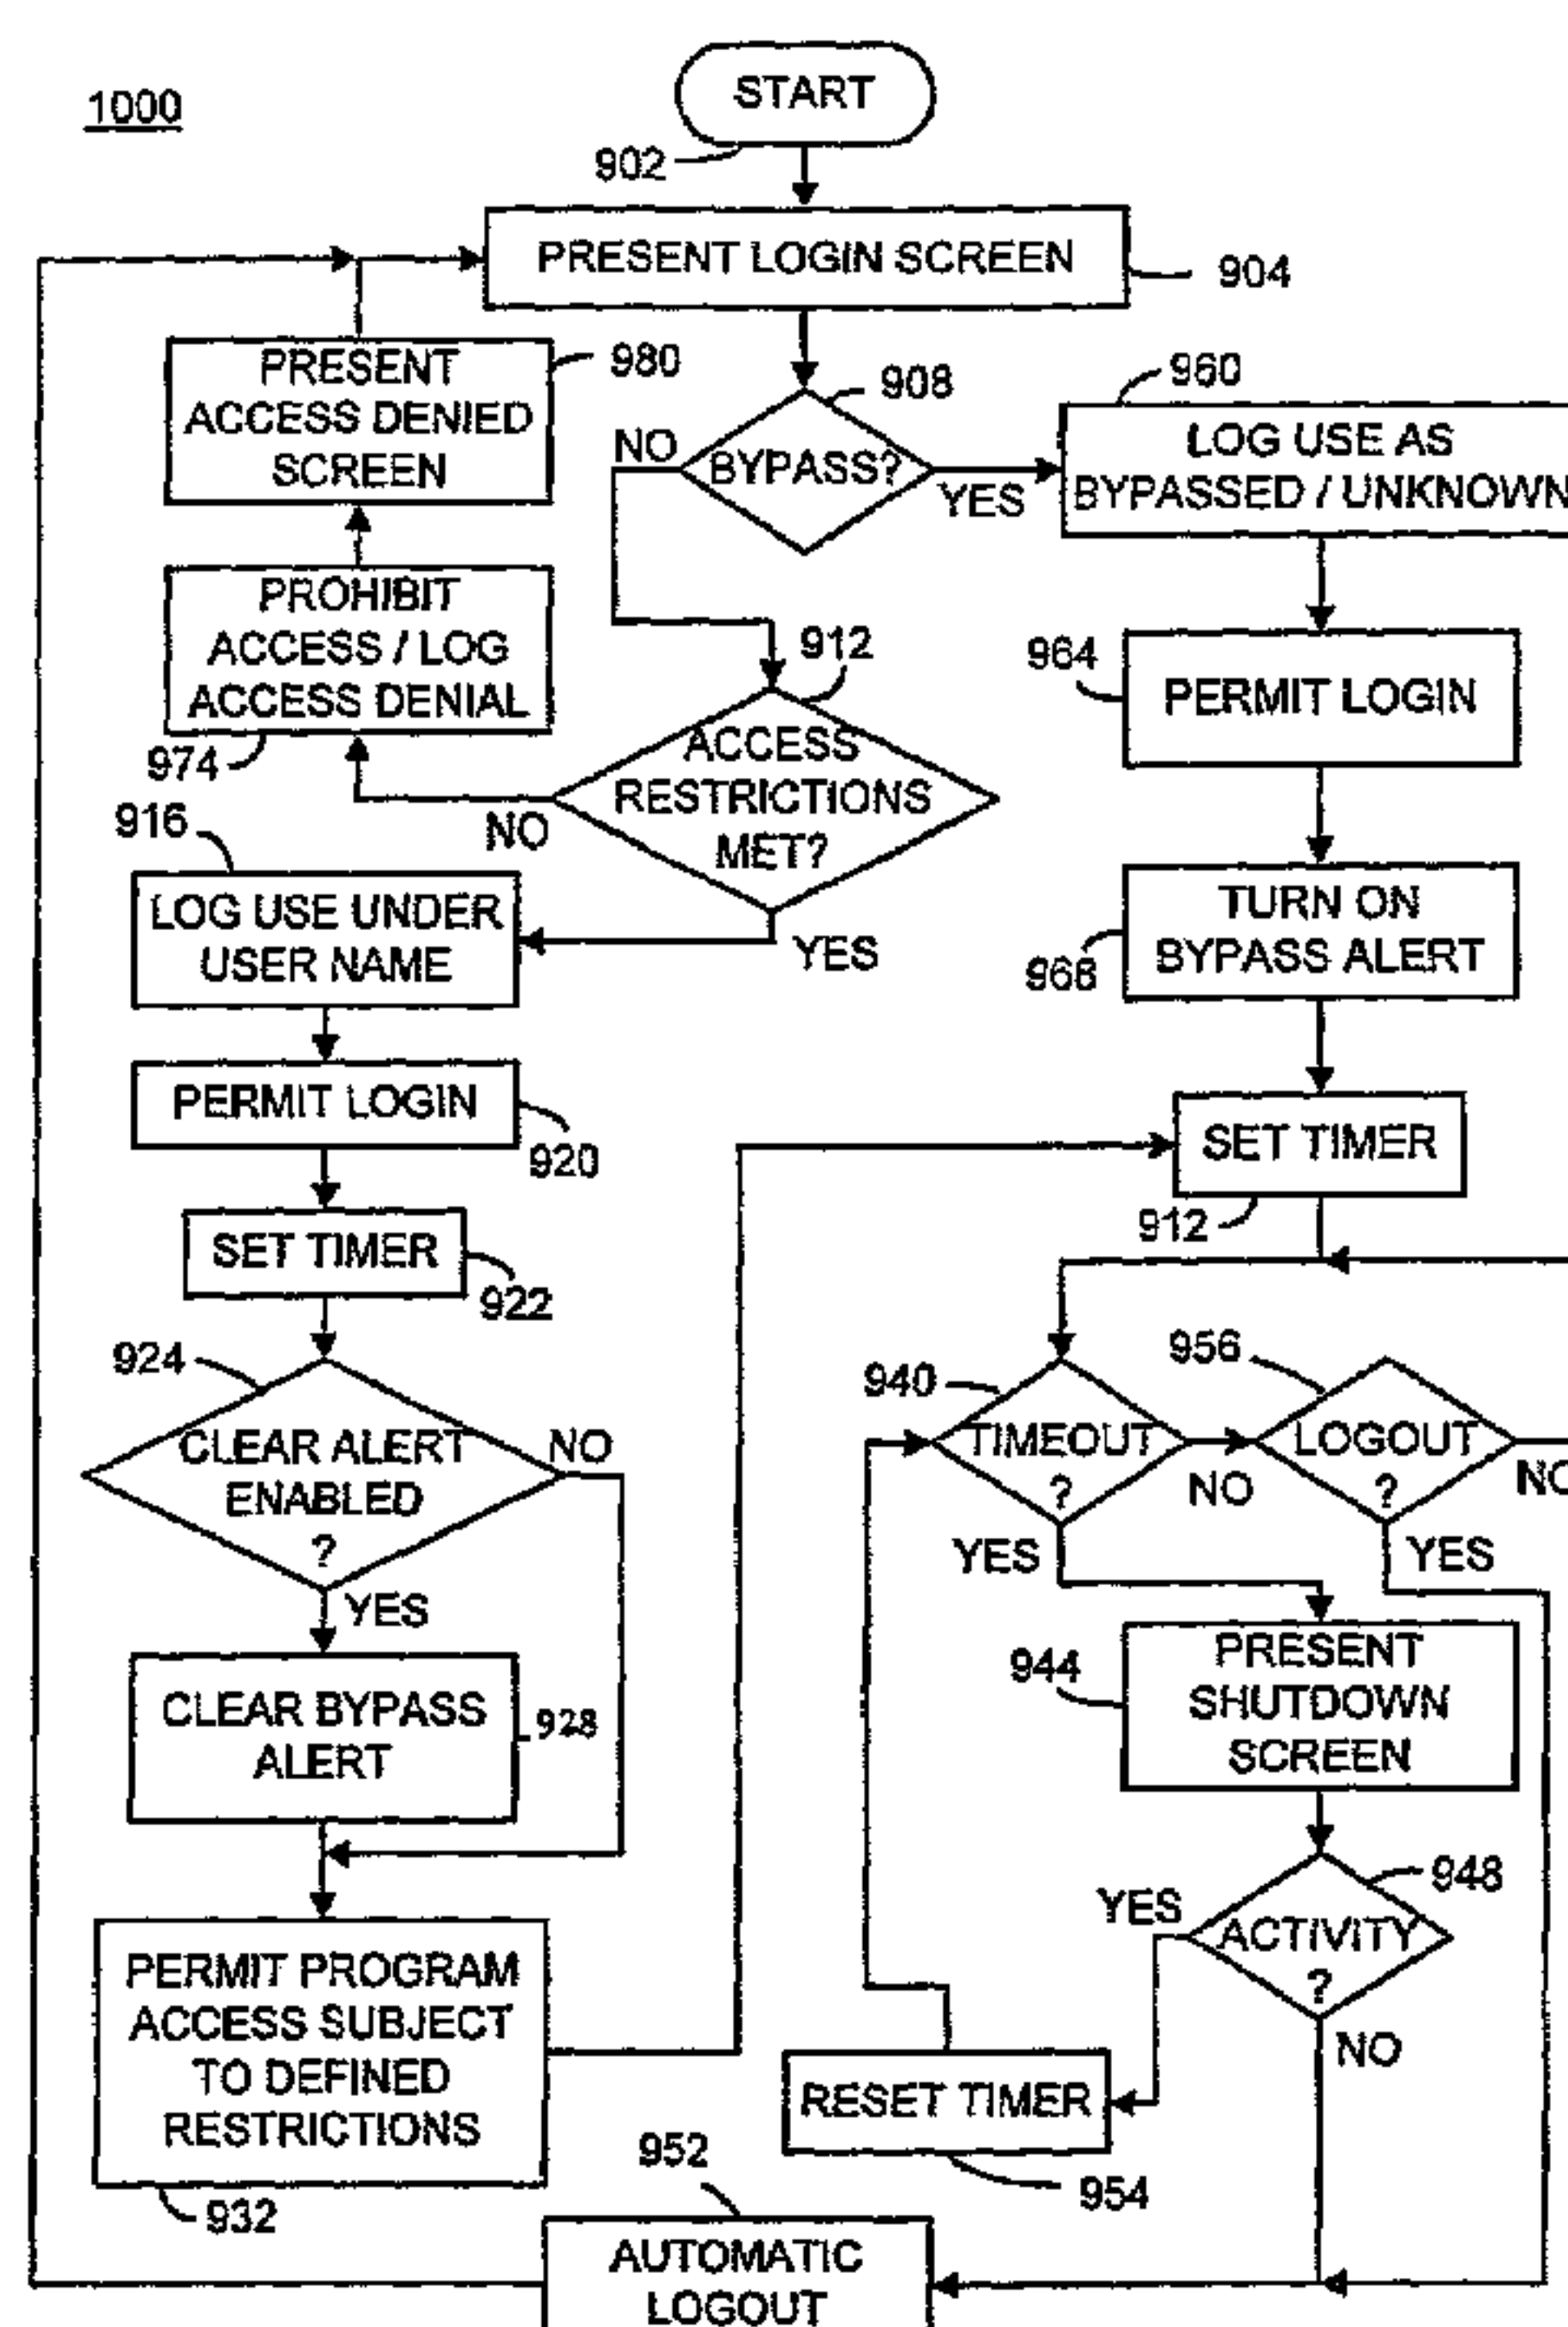 1000
START
902
PRESENT LOGIN SCREEN
904
PRESENT
ACCESS DENIED
SCREEN
980
908
NO
BYPASS?
YES
960
LOG USE AS
BYPASSED / UNKNOWN
PROHIBIT
ACCESS / LOG
ACCESS DENIAL
974
912
ACCESS
RESTRICTIONS
MET?
NO
YES
964
PERMIT LOGIN
916
LOG USE UNDER
USER NAME
TURN ON
BYPASS ALERT
968
PERMIT LOGIN
920
SET TIMER
912
SET TIMER
922
924
CLEAR ALERT
ENABLED
?
NO
YES
940
TIMEOUT
?
NO
YES
956
LOGOUT
?
NO
YES
CLEAR BYPASS
ALERT
928
944
PRESENT
SHUTDOWN
SCREEN
948
YES
ACTIVITY
?
NO
PERMIT PROGRAM
ACCESS SUBJECT
TO DEFINED
RESTRICTIONS
932
RESET TIMER
954
952
AUTOMATIC
LOGOUT